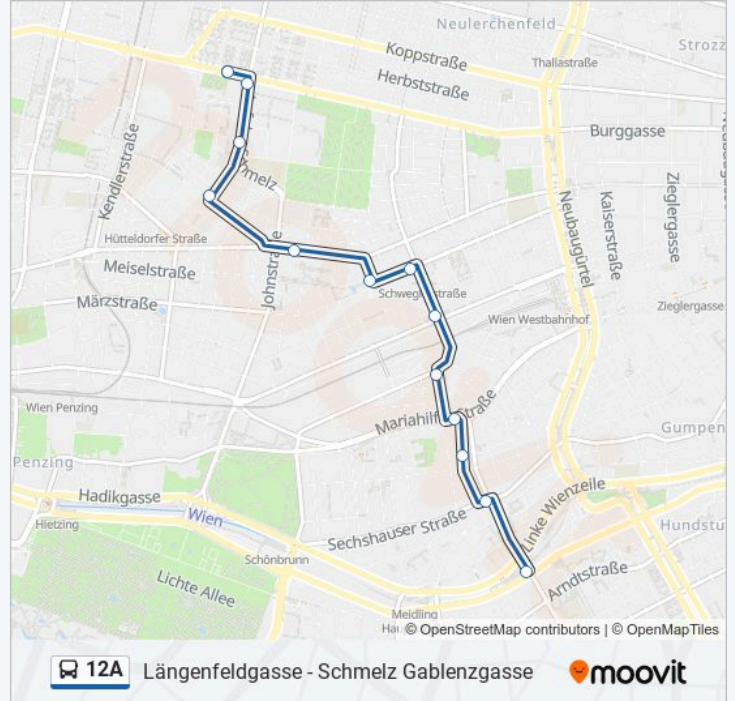 Neulerchenfeld
Koppstraße
Strozz
Thaliastraße
Herbststraße
Burggasse
Kendlerstraße
melz
Zieglergasse
Kaiserstraße
Neubaugürtel
Hütteldorfer Straße
Johnstraße
Meiselstraße
Märzstraße
Schweglerstraße
Zieglergasse
Wien Westbahnhof
Wien Penzing
Mariahilfer Straße
Gumpen
Penzing
Hadikgasse
Linke Wienzeile
Wien
Hietzing
Sechshauser Straße
Hundstu
Schönbrunn
Arndtstraße
Lichte Allee
Meidling
Hau
© OpenStreetMap contributors | © OpenMapTiles
12A Längenfeldgasse - Schmelz Gablenzgasse moovit